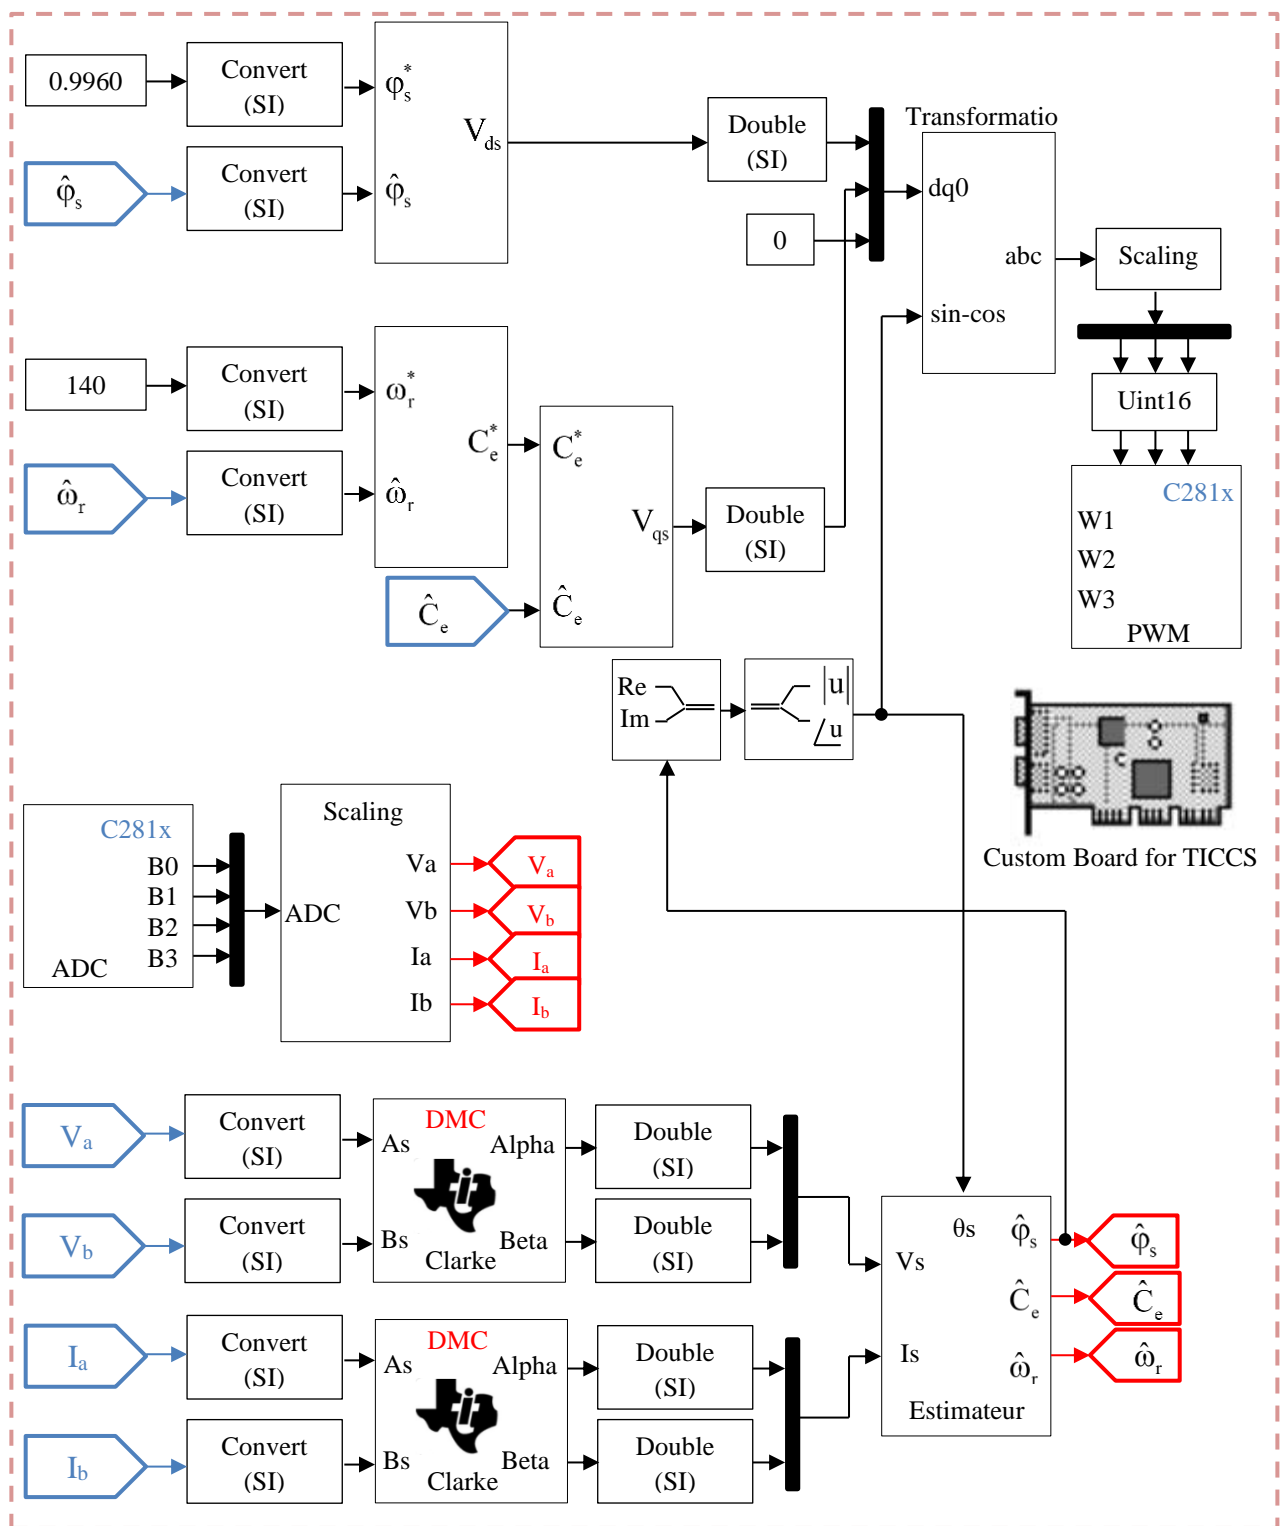 0.9960
Convert
(SI)
φs*
Vds
Double
(SI)
Transformatio
φ̂s
Convert
(SI)
φ̂s
dq0
0
abc
Scaling
sin-cos
140
Convert
(SI)
ωr*
Uint16
Ce*
Ce*
ω̂r
Convert
(SI)
ω̂r
Vqs
Double
(SI)
C281x
W1
W2
W3
PWM
Ĉe
Ĉe
Re
Im
|u|
∠u
Custom Board for TICCS
C281x
B0
B1
B2
B3
ADC
Scaling
ADC
Va
Vb
Ia
Ib
Va
Vb
Ia
Ib
Va
Convert
(SI)
DMC
As
Alpha
Double
(SI)
Vb
Convert
(SI)
Bs
Beta
Clarke
Double
(SI)
θs
φ̂s
φ̂s
Vs
Ĉe
Ĉe
Ia
Convert
(SI)
DMC
As
Alpha
Double
(SI)
Is
ω̂r
ω̂r
Estimateur
Ib
Convert
(SI)
Bs
Beta
Clarke
Double
(SI)